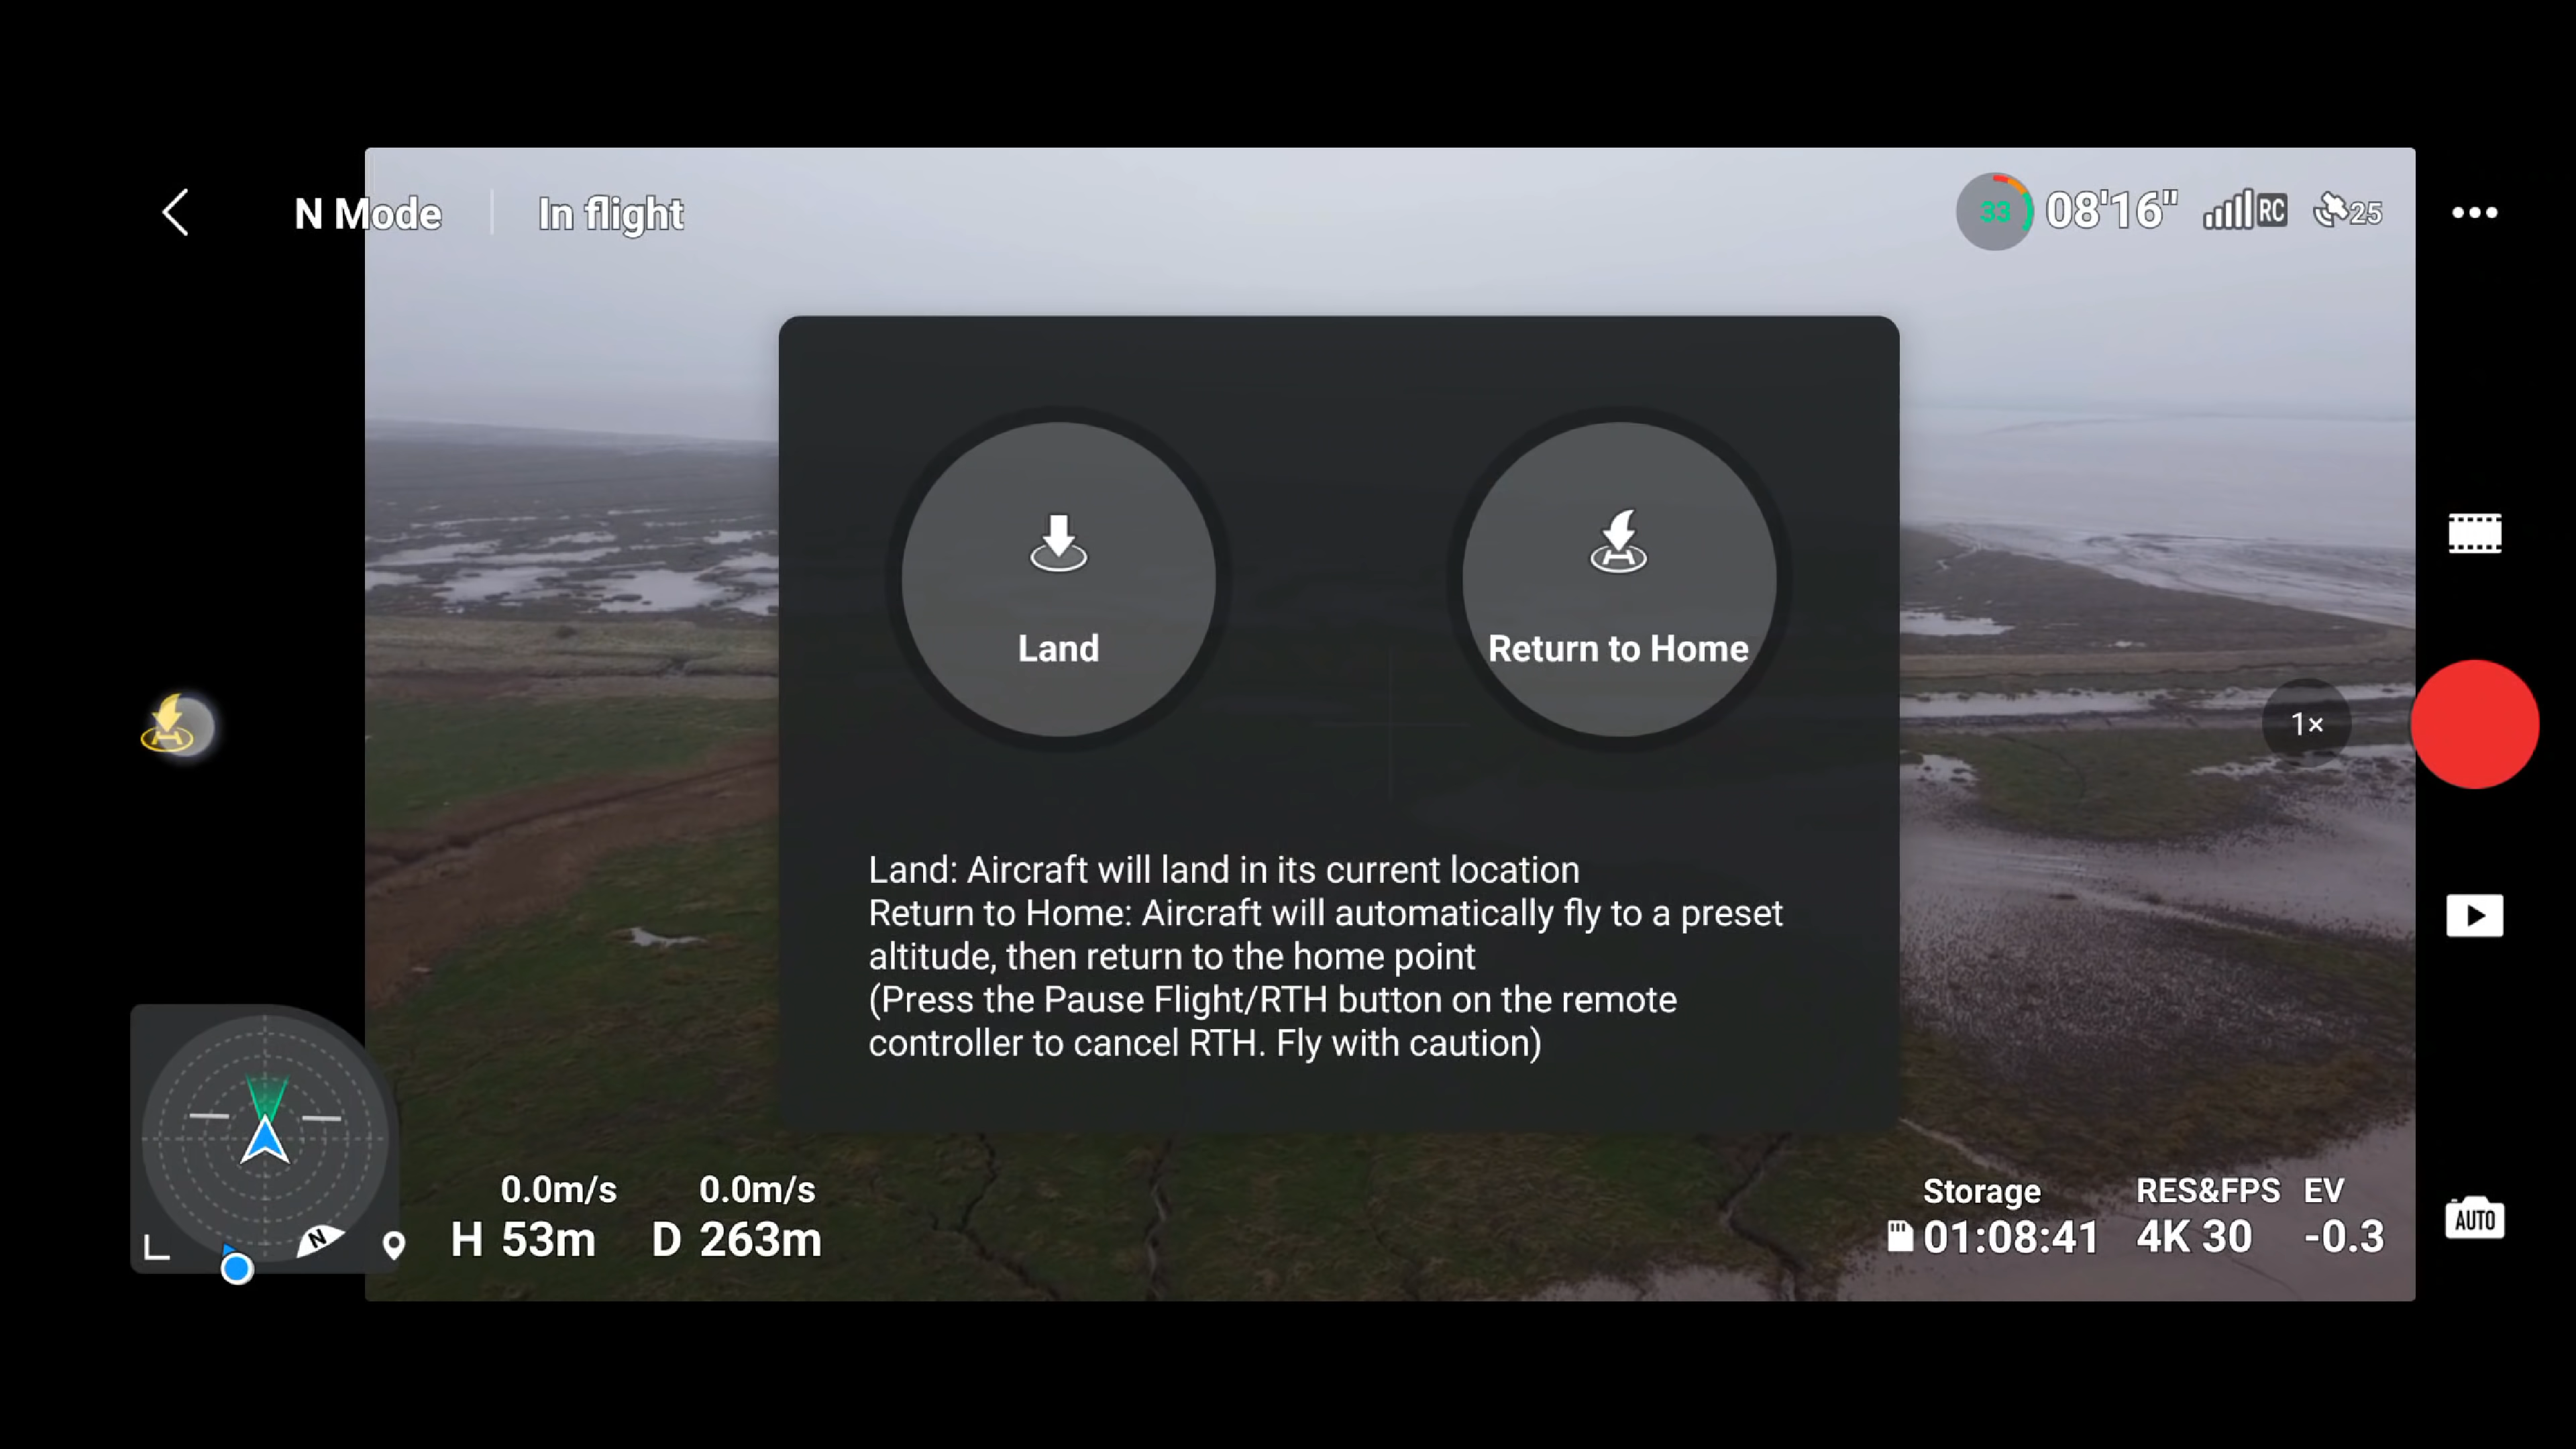 N Mode
In flight
33
08'16"
RC
25
Land
Return to Home
1×
Land: Aircraft will land in its current location
Return to Home: Aircraft will automatically fly to a preset
altitude, then return to the home point
(Press the Pause Flight/RTH button on the remote
controller to cancel RTH. Fly with caution)
N
0.0m/s
0.0m/s
H 53m
D 263m
Storage
RES&FPS
EV
01:08:41
4K 30
-0.3
AUTO